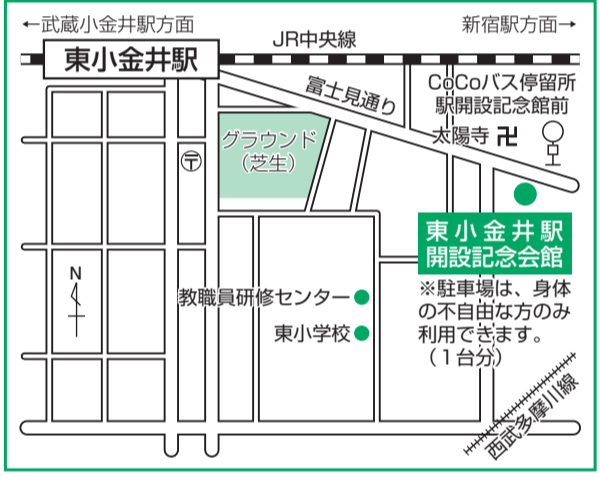 ←武蔵小金井駅方面
新宿駅方面→
JR中央線
東小金井駅
富士見通り
CoCoバス停留所
駅開設記念館前
太陽寺 卍
グラウンド
（芝生）
〒
東小金井駅
開設記念会館
※駐車場は、身体
の不自由な方のみ
利用できます。
（1台分）
N
教職員研修センター
東小学校
西武多摩川線